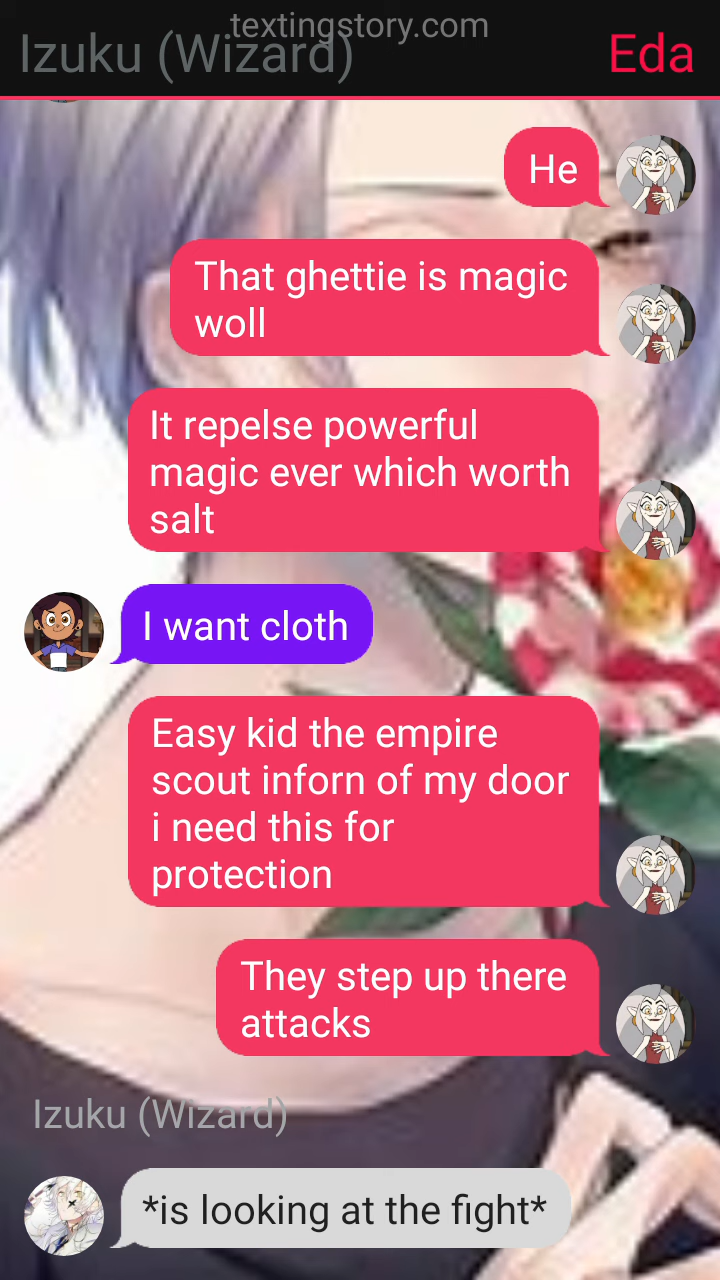 textingstory.com
Izuku (Wizard)
Eda
He
That ghettie is magic
woll
It repelse powerful
magic ever which worth
salt
I want cloth
Easy kid the empire
scout inforn of my door
i need this for
protection
They step up there
attacks
Izuku (Wizard)
*is looking at the fight*